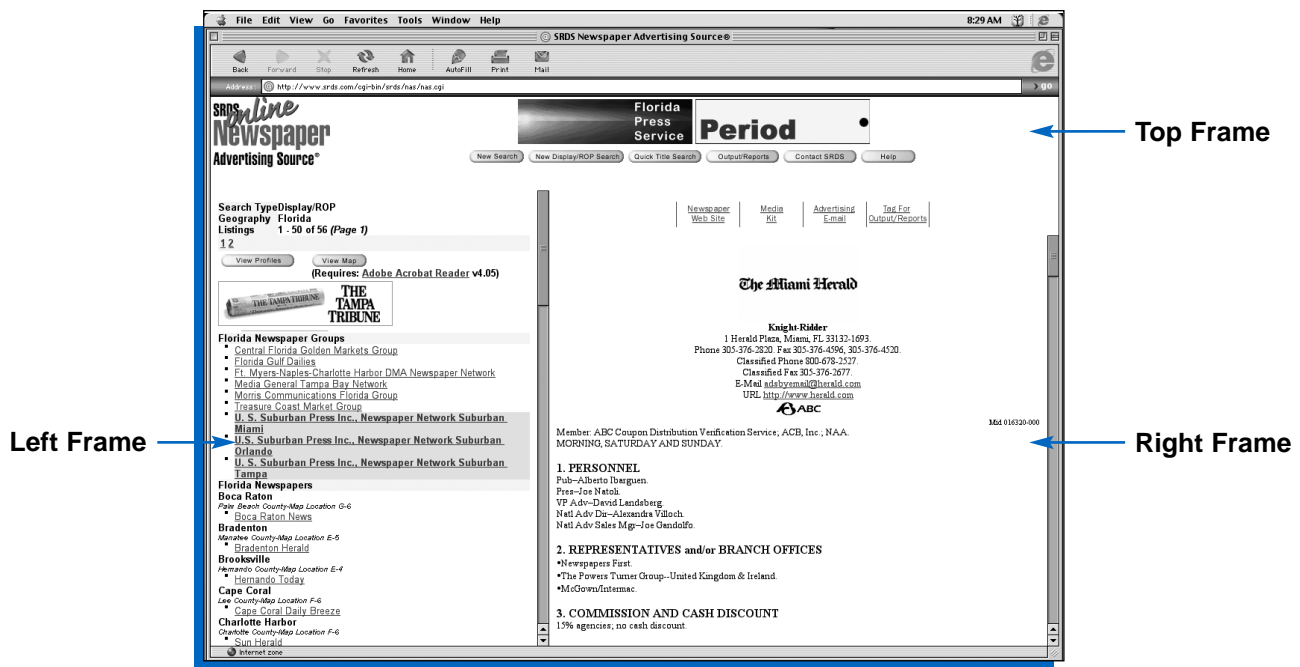 File Edit View Go Favorites Tools Window Help 8:29 AM
SRDS Newspaper Advertising Source®
Back Forward Stop Refresh Home AutoFill Print Mail
Address http://www.srds.com/cgi-bin/srds/nas/nas.cgi go
SRDS online
Newspaper
Advertising Source®
Florida
Press
Service
Period
New Search New Display/ROP Search Quick Title Search Output/Reports Contact SRDS Help
Top Frame
Search TypeDisplay/ROP
Geography Florida
Listings 1 - 50 of 56 (Page 1)
1 2
View Profiles View Map
(Requires: Adobe Acrobat Reader v4.05)
THE TAMPA TRIBUNE
THE
TAMPA
TRIBUNE
Florida Newspaper Groups
Central Florida Golden Markets Group
Florida Gulf Dailies
Ft. Myers-Naples-Charlotte Harbor DMA Newspaper Network
Media General Tampa Bay Network
Morris Communications Florida Group
Treasure Coast Market Group
U. S. Suburban Press Inc., Newspaper Network Suburban
Miami
U.S. Suburban Press Inc., Newspaper Network Suburban
Orlando
U. S. Suburban Press Inc., Newspaper Network Suburban
Tampa
Left Frame
Florida Newspapers
Boca Raton
Palm Beach County-Map Location G-6
Boca Raton News
Bradenton
Manatee County-Map Location E-5
Bradenton Herald
Brooksville
Hernando County-Map Location E-4
Hernando Today
Cape Coral
Lee County-Map Location F-6
Cape Coral Daily Breeze
Charlotte Harbor
Charlotte County-Map Location F-6
Sun Herald
Internet zone
Newspaper Web Site
Media Kit
Advertising E-mail
Tag For Output/Reports
The Miami Herald
Knight-Ridder
1 Herald Plaza, Miami, FL 33132-1693.
Phone 305-376-2820. Fax 305-376-4596, 305-376-4520.
Classified Phone 800-678-2527.
Classified Fax 305-376-2677.
E-Mail adsbyemail@herald.com
URL http://www.herald.com
ABC
Mid 016320-000
Member: ABC Coupon Distribution Verification Service; ACB, Inc.; NAA.
MORNING, SATURDAY AND SUNDAY.
Right Frame
1. PERSONNEL
Pub--Alberto Ibarguen.
Pres--Joe Natoli.
VP Adv--David Landsberg.
Natl Adv Dir--Alexandra Villoch.
Natl Adv Sales Mgr--Joe Gandolfo.
2. REPRESENTATIVES and/or BRANCH OFFICES
•Newspapers First.
•The Powers Turner Group--United Kingdom & Ireland.
•McGown/Intermac.
3. COMMISSION AND CASH DISCOUNT
15% agencies; no cash discount.